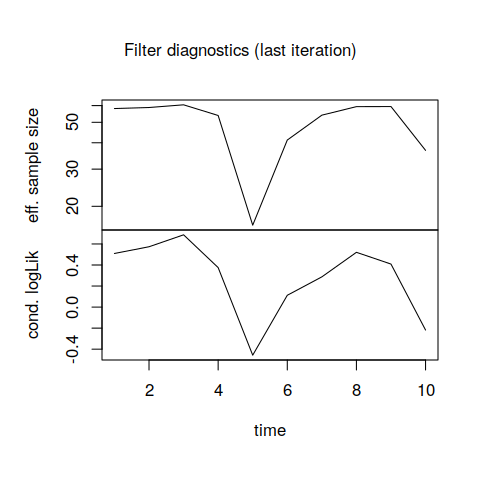 Filter diagnostics (last iteration)
eff. sample size
50
30
20
cond. logLik
0.4
0.0
-0.4
2 4 6 8 10
time